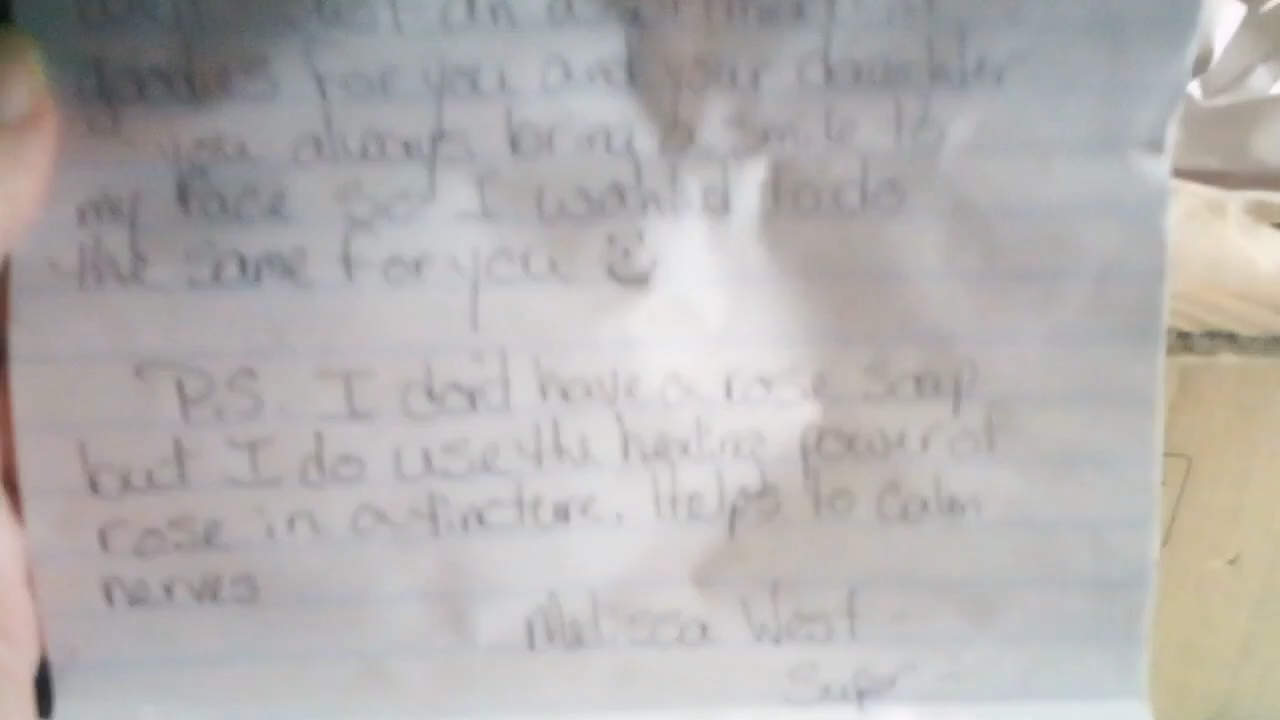 for you and your daughter
you always bring a smile to
my face so I wanted to do
the same for you
P.S. I don't have a rose soap
but I do use the healing power of
rose in a tincture. Helps to calm
nerves
Melissa West